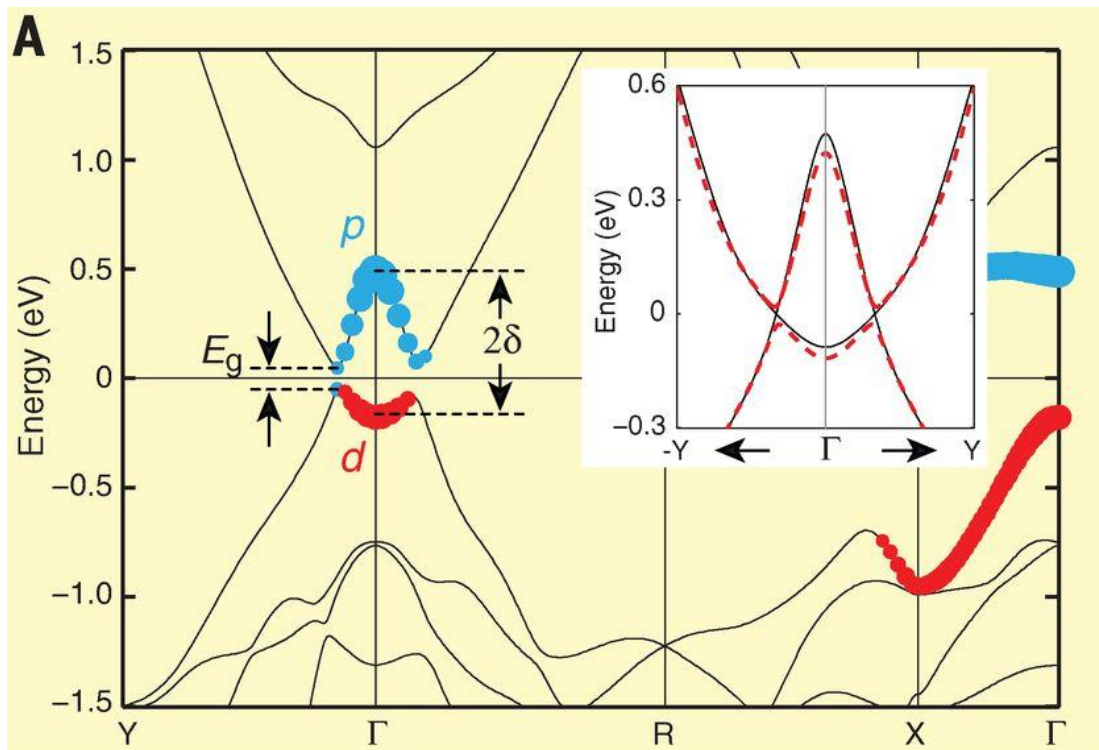 A
1.5
1.0
0.5
0
−0.5
−1.0
−1.5
Energy (eV)
p
d
Eg
2δ
Y
Γ
R
X
Γ
0.6
0.3
0
−0.3
Energy (eV)
-Y
Γ
Y